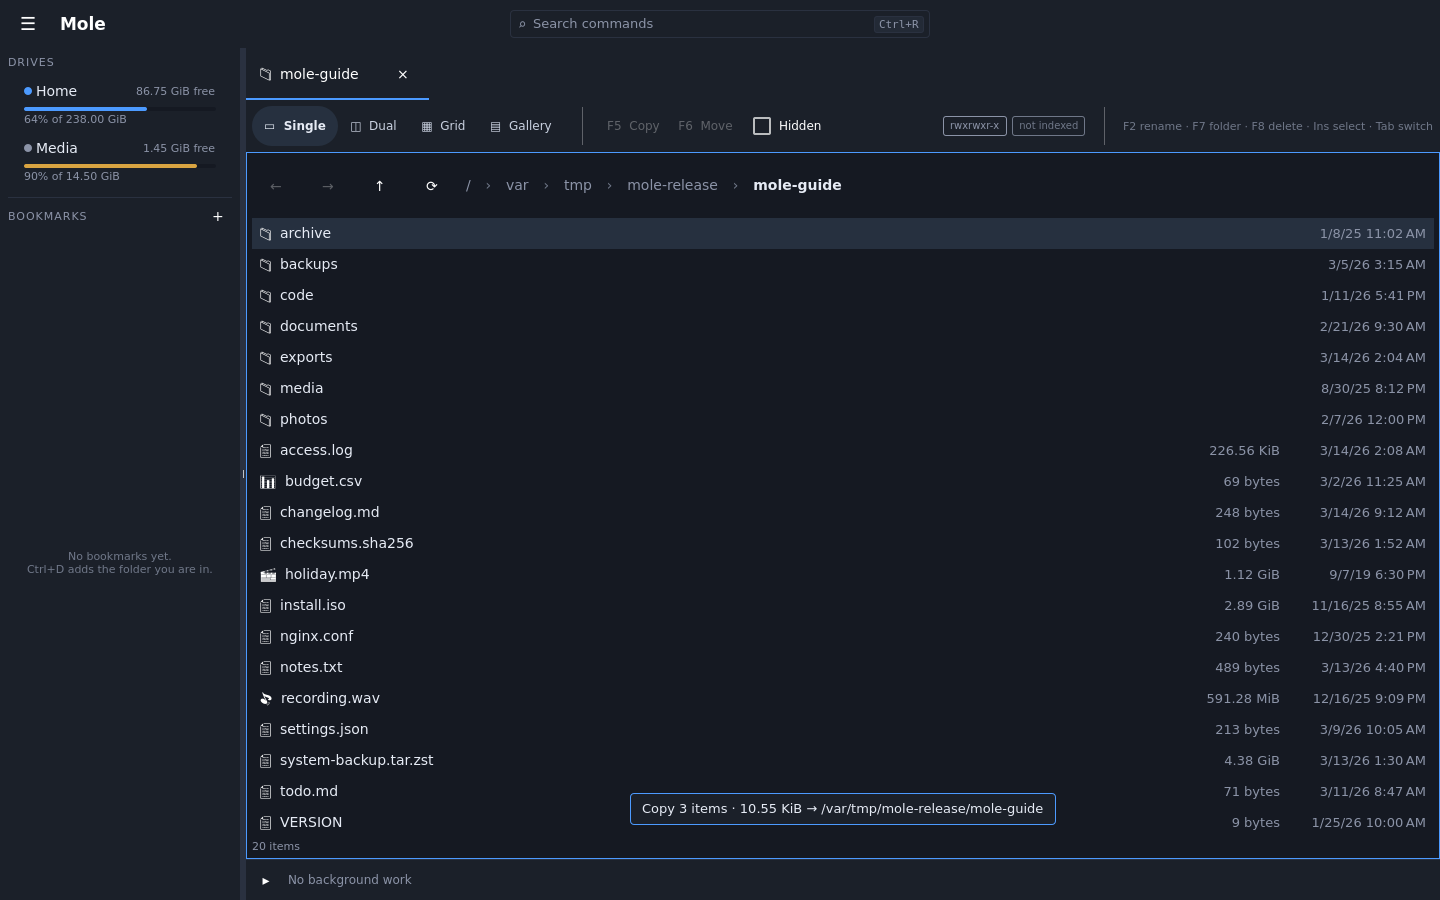 ☰ Mole
⌕ Search commands Ctrl+R
DRIVES
Home 86.75 GiB free
64% of 238.00 GiB
Media 1.45 GiB free
90% of 14.50 GiB
BOOKMARKS +
No bookmarks yet.
Ctrl+D adds the folder you are in.
mole-guide ×
Single Dual Grid Gallery F5 Copy F6 Move Hidden rwxrwxr-x not indexed F2 rename · F7 folder · F8 delete · Ins select · Tab switch
← → ↑ ⟳ / › var › tmp › mole-release › mole-guide
archive 1/8/25 11:02 AM
backups 3/5/26 3:15 AM
code 1/11/26 5:41 PM
documents 2/21/26 9:30 AM
exports 3/14/26 2:04 AM
media 8/30/25 8:12 PM
photos 2/7/26 12:00 PM
access.log 226.56 KiB 3/14/26 2:08 AM
budget.csv 69 bytes 3/2/26 11:25 AM
changelog.md 248 bytes 3/14/26 9:12 AM
checksums.sha256 102 bytes 3/13/26 1:52 AM
holiday.mp4 1.12 GiB 9/7/19 6:30 PM
install.iso 2.89 GiB 11/16/25 8:55 AM
nginx.conf 240 bytes 12/30/25 2:21 PM
notes.txt 489 bytes 3/13/26 4:40 PM
recording.wav 591.28 MiB 12/16/25 9:09 PM
settings.json 213 bytes 3/9/26 10:05 AM
system-backup.tar.zst 4.38 GiB 3/13/26 1:30 AM
todo.md 71 bytes 3/11/26 8:47 AM
Copy 3 items · 10.55 KiB → /var/tmp/mole-release/mole-guide
VERSION 9 bytes 1/25/26 10:00 AM
20 items
▸ No background work